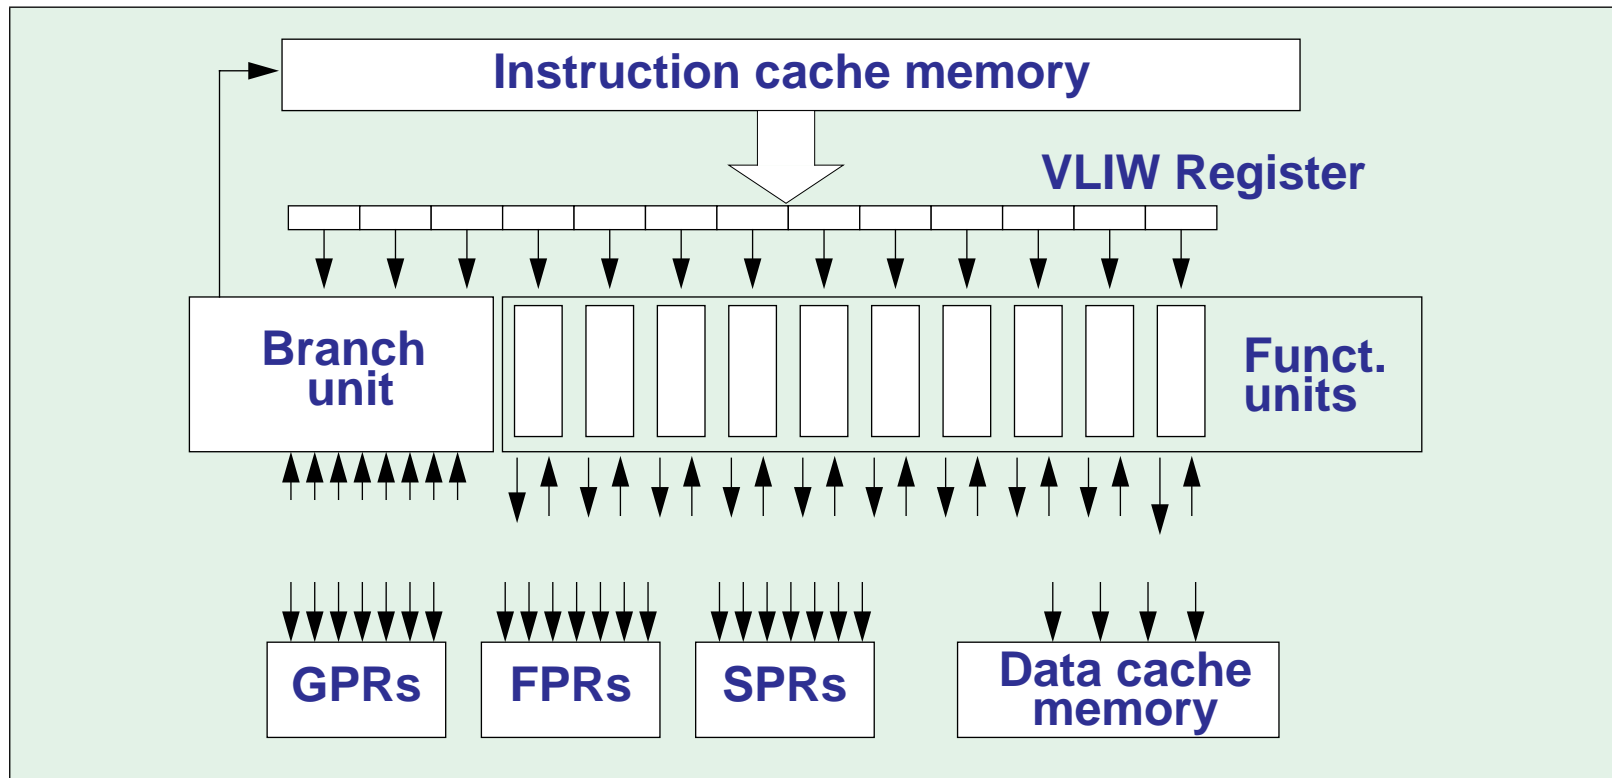 Instruction cache memory
VLIW Register
Branch
unit
Funct.
units
GPRs
FPRs
SPRs
Data cache
memory